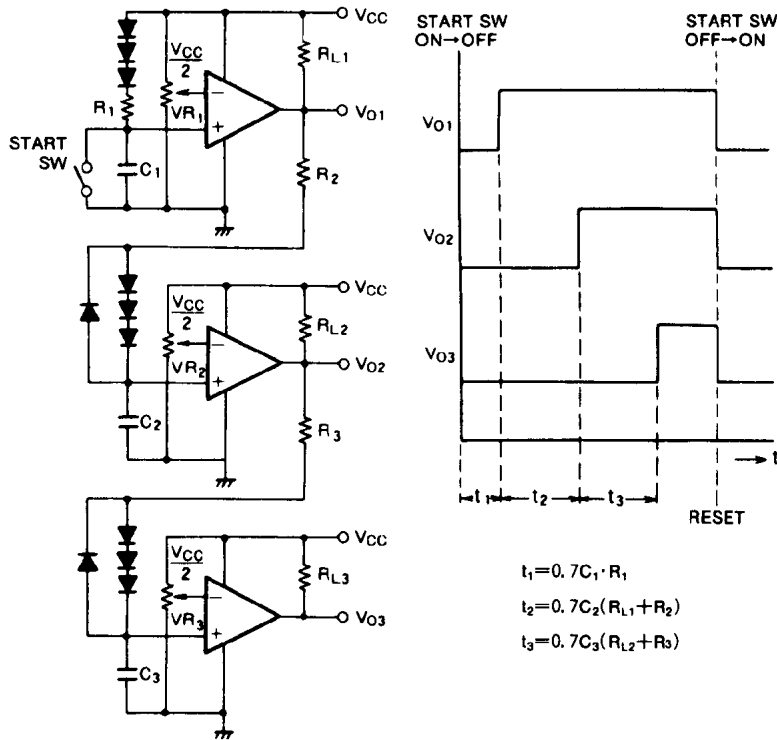 VCC
VCC/2
RL1
R1
VR1
−
+
VO1
START
SW
C1
R2
VCC
VCC/2
RL2
VR2
−
+
VO2
C2
R3
VCC
VCC/2
RL3
VR3
−
+
VO3
C3
START SW
ON→OFF
START SW
OFF→ON
VO1
VO2
VO3
→ t
t1
t2
t3
RESET
t1=0.7C1·R1
t2=0.7C2(RL1+R2)
t3=0.7C3(RL2+R3)